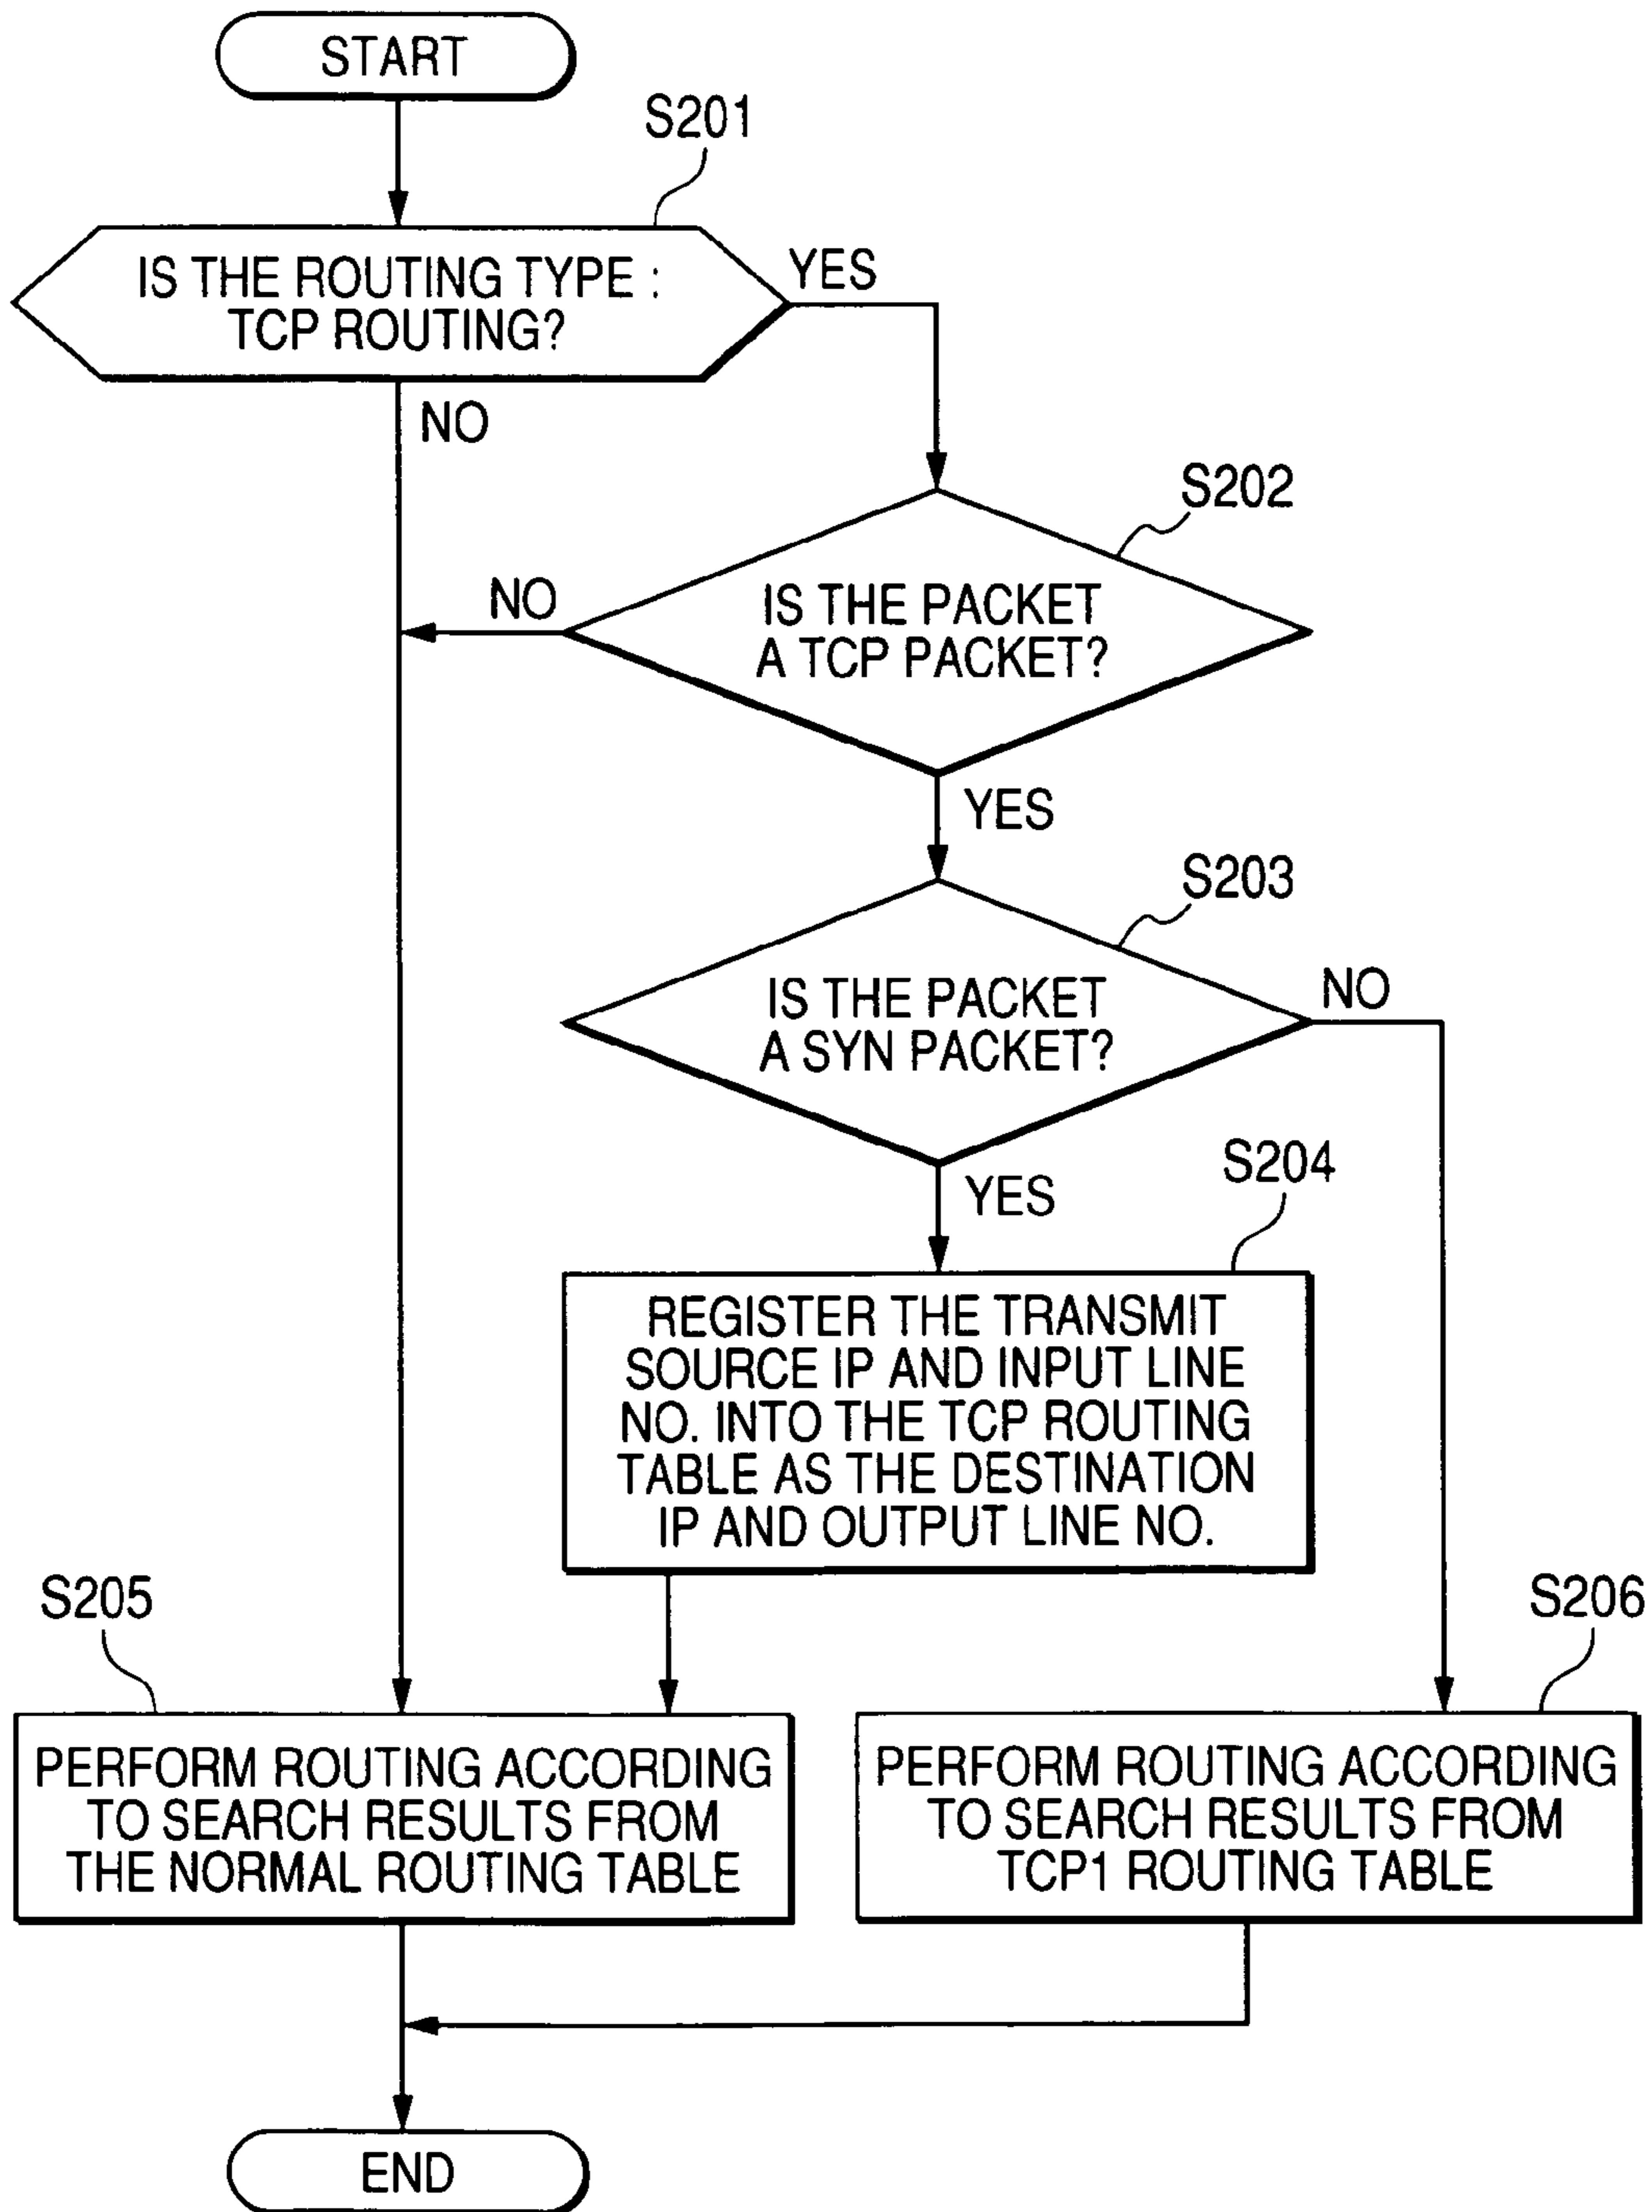 START
S201
IS THE ROUTING TYPE :
TCP ROUTING?
YES
NO
S202
IS THE PACKET
A TCP PACKET?
NO
YES
S203
IS THE PACKET
A SYN PACKET?
NO
YES
S204
REGISTER THE TRANSMIT
SOURCE IP AND INPUT LINE
NO. INTO THE TCP ROUTING
TABLE AS THE DESTINATION
IP AND OUTPUT LINE NO.
S205
PERFORM ROUTING ACCORDING
TO SEARCH RESULTS FROM
THE NORMAL ROUTING TABLE
S206
PERFORM ROUTING ACCORDING
TO SEARCH RESULTS FROM
TCP1 ROUTING TABLE
END